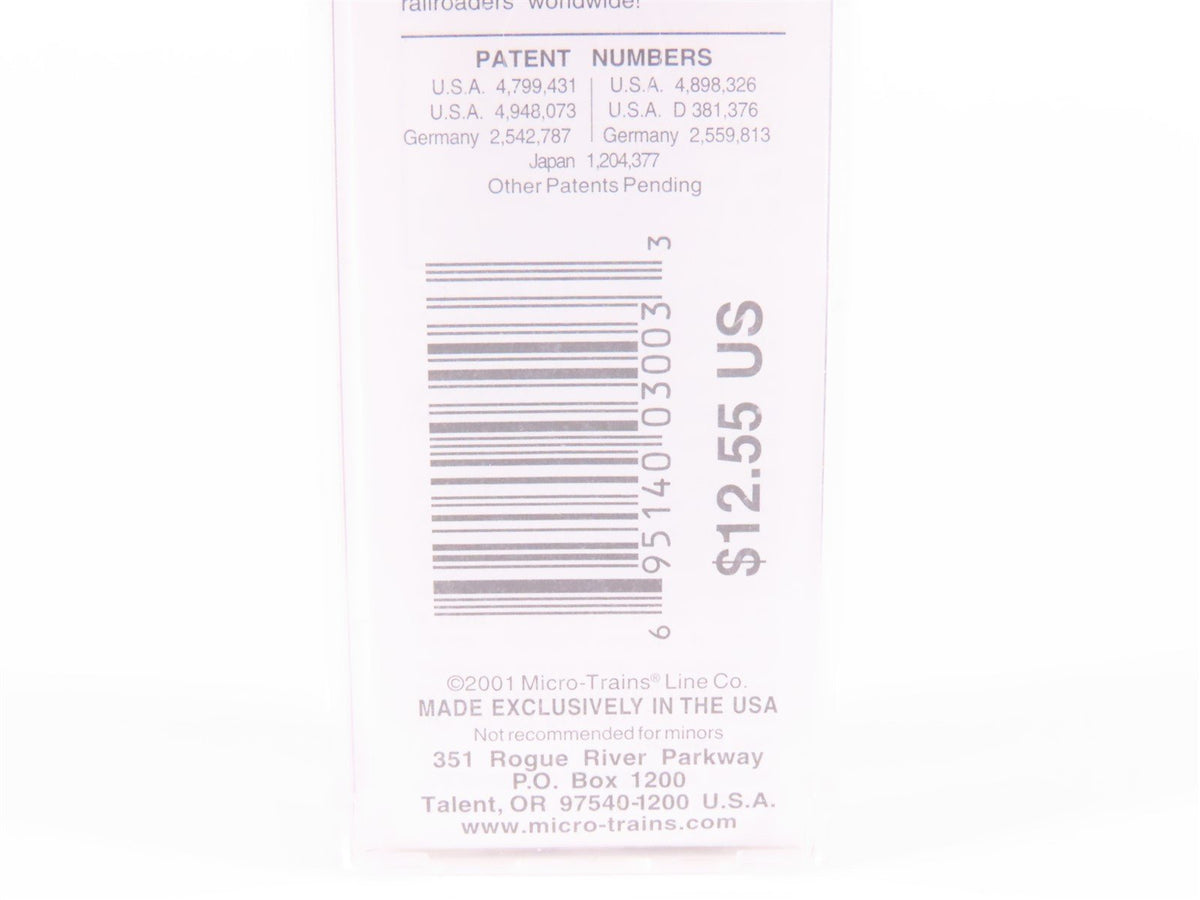 railroaders worldwide!
PATENT NUMBERS
U.S.A. 4,799,431 U.S.A. 4,898,326
U.S.A. 4,948,073 U.S.A. D 381,376
Germany 2,542,787 Germany 2,559,813
Japan 1,204,377
Other Patents Pending
6 95140 03003 3
$12.55 US
©2001 Micro-Trains® Line Co.
MADE EXCLUSIVELY IN THE USA
Not recommended for minors
351 Rogue River Parkway
P.O. Box 1200
Talent, OR 97540-1200 U.S.A.
www.micro-trains.com